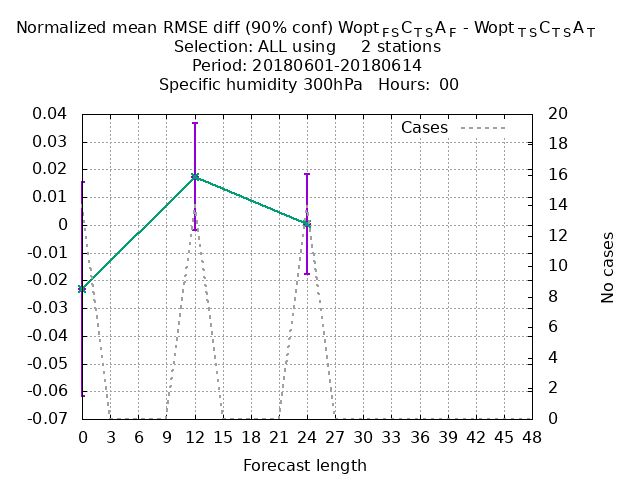 Normalized mean RMSE diff (90% conf) Wopt FS C TS A F - Wopt TS C TS A T
Selection: ALL using 2 stations
Period: 20180601-20180614
Specific humidity 300hPa Hours: 00
Cases
0.04
0.03
0.02
0.01
0
-0.01
-0.02
-0.03
-0.04
-0.05
-0.06
-0.07
20
18
16
14
12
10
8
6
4
2
0
No cases
0 3 6 9 12 15 18 21 24 27 30 33 36 39 42 45 48
Forecast length